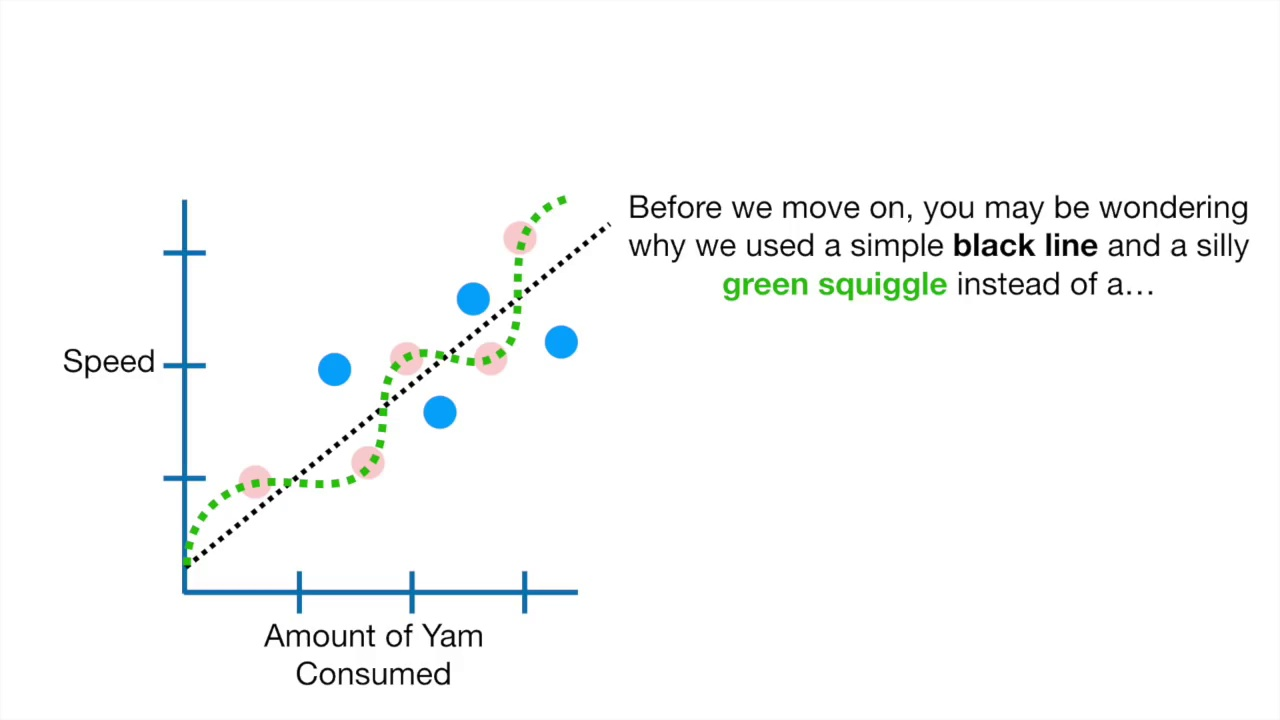 Before we move on, you may be wondering
why we used a simple black line and a silly
green squiggle instead of a…
Speed
Amount of Yam
Consumed